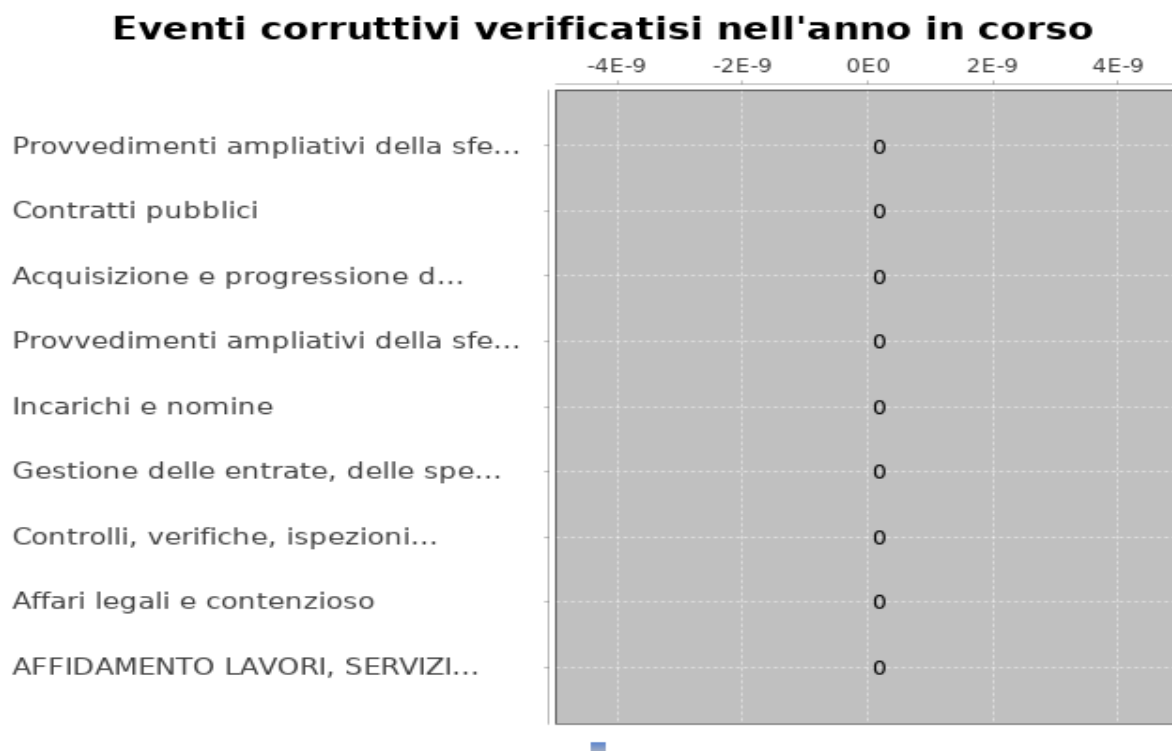 Eventi corruttivi verificatisi nell'anno in corso
-4E-9 -2E-9 0E0 2E-9 4E-9
Provvedimenti ampliativi della sfe... 0
Contratti pubblici 0
Acquisizione e progressione d... 0
Provvedimenti ampliativi della sfe... 0
Incarichi e nomine 0
Gestione delle entrate, delle spe... 0
Controlli, verifiche, ispezioni... 0
Affari legali e contenzioso 0
AFFIDAMENTO LAVORI, SERVIZI... 0